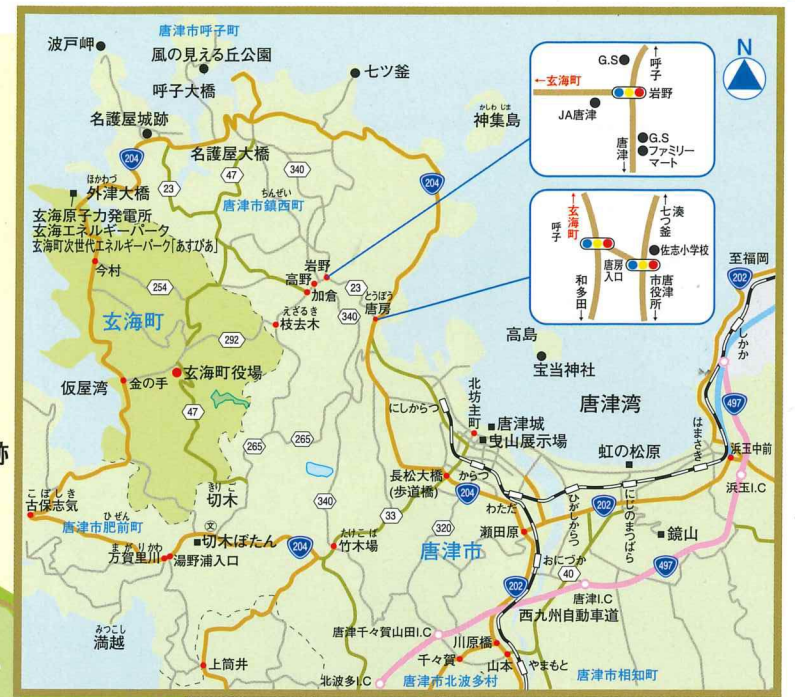 唐津市呼子町
波戸岬
風の見える丘公園
七ツ釜
呼子大橋
名護屋城跡
名護屋大橋
かしわ じま
神集島
204
23
47
340
204
ちんぜい
唐津市鎮西町
ほかわづ
外津大橋
玄海原子力発電所
玄海エネルギーパーク
玄海町次世代エネルギーパーク「あすぴあ」
今村
254
岩野
高野
加倉
23
340
とうぼう
唐房
えざるき
枝去木
玄海町
292
仮屋湾
金の手
玄海町役場
47
265
265
340
きりご
切木
跡
こぼしき
古保志気
ひぜん
唐津市肥前町
まがりかわ
万賀里川
湯野浦入口
文
切木ぼたん
204
たけこば
竹木場
33
320
みつこし
満越
上筒井
N
呼子
G.S
←玄海町
岩野
JA唐津
G.S
ファミリーマート
唐津
玄海町
呼子
湊
七つ釜
佐志小学校
唐房入口
和多田
唐津市役所
至福岡
202
高島
宝当神社
唐津湾
しかか
497
北坊主町
唐津城
曳山展示場
にしからつ
からつ
虹の松原
はまさき
浜玉中前
浜玉I.C
長松大橋
(歩道橋)
204
わただ
ひがしからつ
202
にじのまつばら
鏡山
瀬田原
唐津市
おにづか
40
497
202
唐津I.C
西九州自動車道
唐津千々賀山田I.C
川原橋
千々賀
山本
やまもと
北波多I.C
唐津市北波多村
唐津市相知町